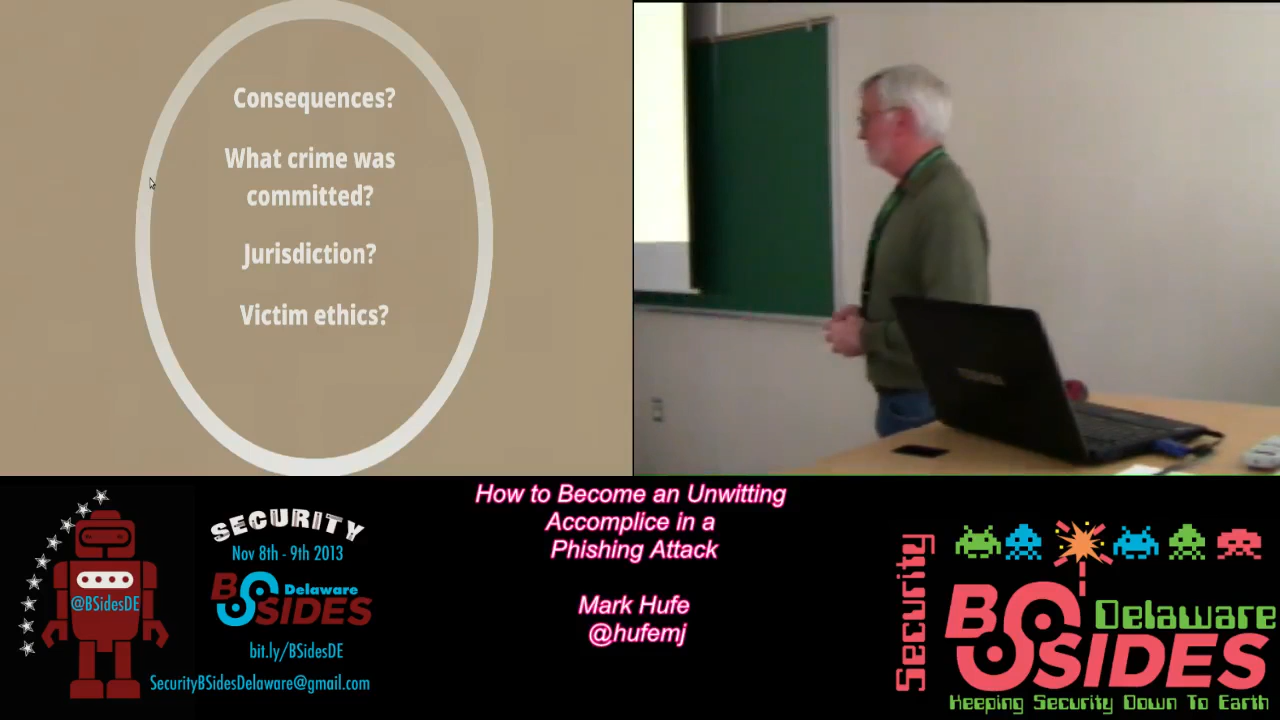 Consequences?
What crime was
committed?
Jurisdiction?
Victim ethics?
@BSidesDE
SECURITY
Nov 8th - 9th 2013
BSIDES
Delaware
bit.ly/BSidesDE
SecurityBSidesDelaware@gmail.com
How to Become an Unwitting
Accomplice in a
Phishing Attack
Mark Hufe
@hufemj
Security
BSIDES
Delaware
Keeping Security Down To Earth